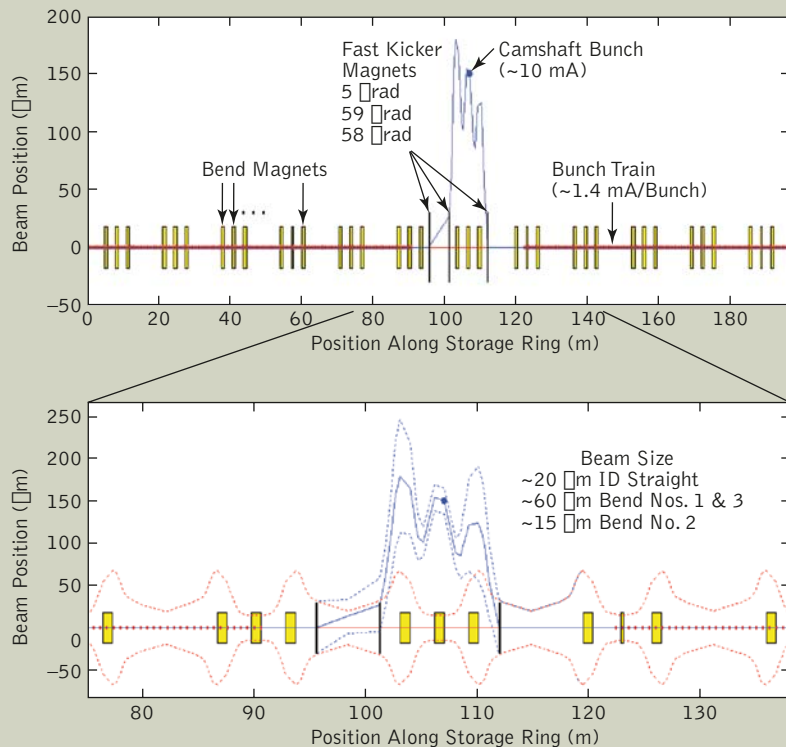 200
150
100
50
0
−50
Beam Position (▯m)
Fast Kicker
Magnets
5 ▯rad
59 ▯rad
58 ▯rad
Camshaft Bunch
(~10 mA)
Bend Magnets
Bunch Train
(~1.4 mA/Bunch)
0 20 40 60 80 100 120 140 160 180
Position Along Storage Ring (m)
250
200
150
100
50
0
−50
Beam Position (▯m)
Beam Size
~20 ▯m ID Straight
~60 ▯m Bend Nos. 1 & 3
~15 ▯m Bend No. 2
80 90 100 110 120 130
Position Along Storage Ring (m)